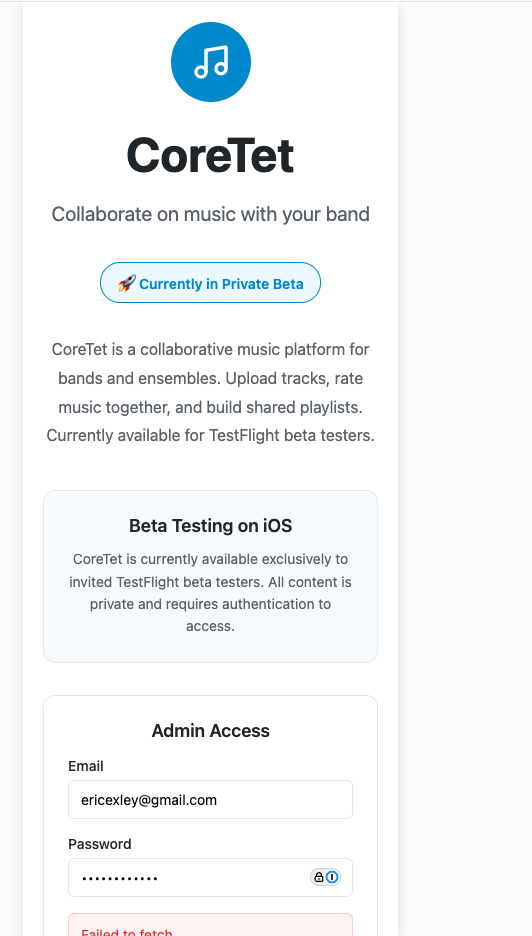 CoreTet
Collaborate on music with your band
🚀 Currently in Private Beta
CoreTet is a collaborative music platform for
bands and ensembles. Upload tracks, rate
music together, and build shared playlists.
Currently available for TestFlight beta testers.
Beta Testing on iOS
CoreTet is currently available exclusively to
invited TestFlight beta testers. All content is
private and requires authentication to
access.
Admin Access
Email
ericexley@gmail.com
Password
••••••••••••
Failed to fetch